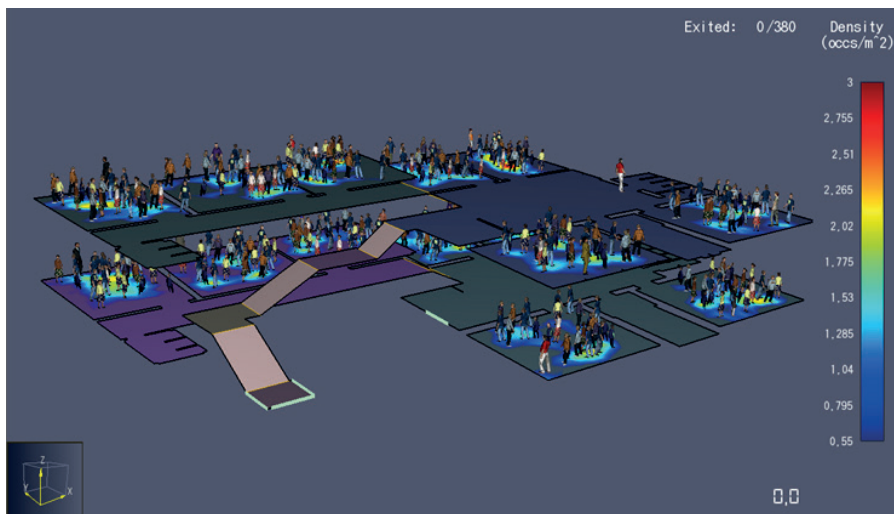 Exited: 0/380
Density
(occs/m^2)
3
2,755
2,51
2,265
2,02
1,775
1,53
1,285
1,04
0,795
0,55
Z
Y
X
0,0